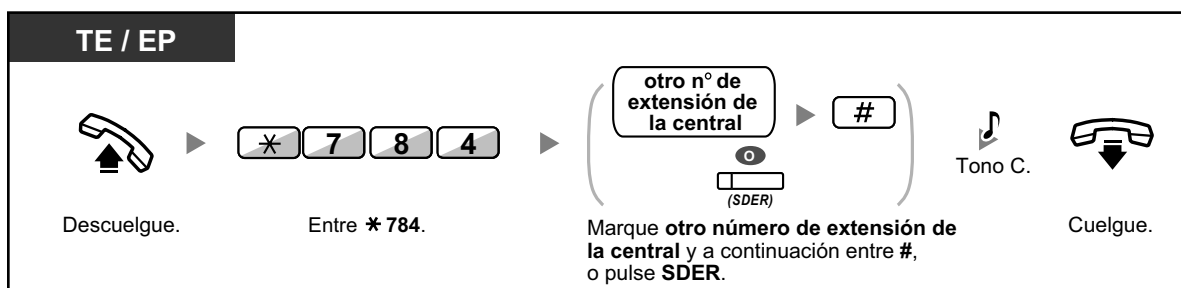 TE / EP
otro n° de
extensión de
la central
#
✳ 7 8 4
O
(SDER)
Tono C.
Descuelgue.
Entre ✳ 784.
Marque otro número de extensión de
la central y a continuación entre #,
o pulse SDER.
Cuelgue.